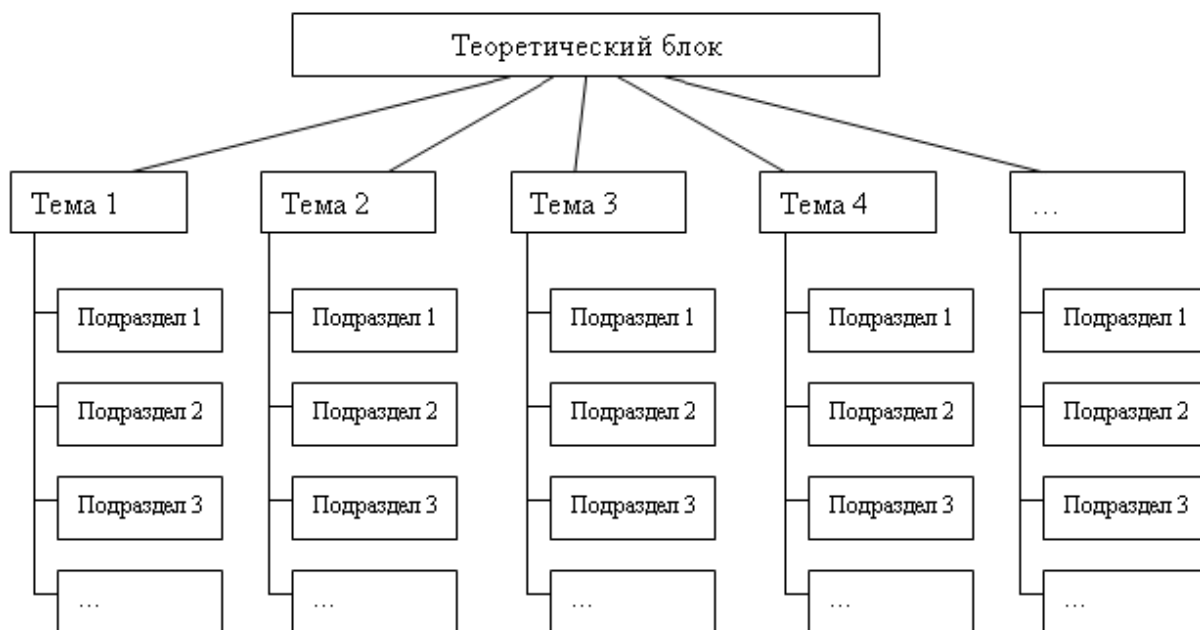 Теоретический блок
Тема 1
Тема 2
Тема 3
Тема 4
...
Подраздел 1
Подраздел 1
Подраздел 1
Подраздел 1
Подраздел 1
Подраздел 2
Подраздел 2
Подраздел 2
Подраздел 2
Подраздел 2
Подраздел 3
Подраздел 3
Подраздел 3
Подраздел 3
Подраздел 3
...
...
...
...
...